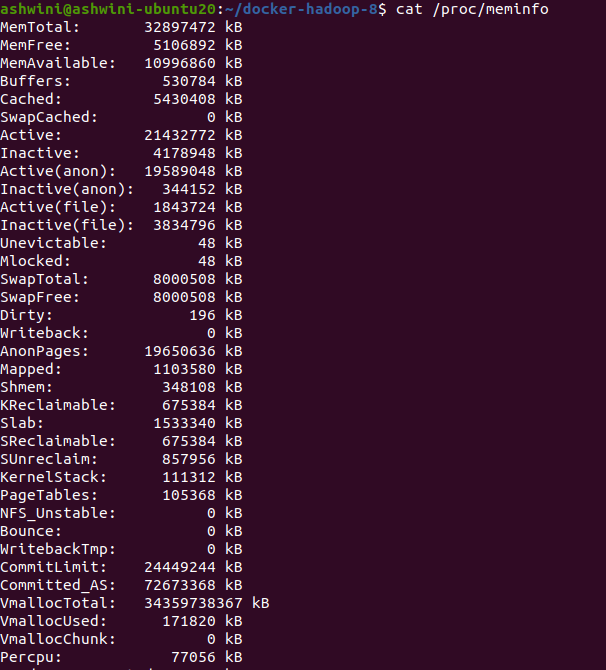 ashwini@ashwini-ubuntu20:~/docker-hadoop-8$ cat /proc/meminfo
MemTotal:       32897472 kB
MemFree:         5106892 kB
MemAvailable:   10996860 kB
Buffers:          530784 kB
Cached:          5430408 kB
SwapCached:            0 kB
Active:         21432772 kB
Inactive:        4178948 kB
Active(anon):   19589048 kB
Inactive(anon):   344152 kB
Active(file):    1843724 kB
Inactive(file):  3834796 kB
Unevictable:          48 kB
Mlocked:              48 kB
SwapTotal:       8000508 kB
SwapFree:        8000508 kB
Dirty:               196 kB
Writeback:             0 kB
AnonPages:      19650636 kB
Mapped:          1103580 kB
Shmem:            348108 kB
KReclaimable:     675384 kB
Slab:            1533340 kB
SReclaimable:     675384 kB
SUnreclaim:       857956 kB
KernelStack:      111312 kB
PageTables:       105368 kB
NFS_Unstable:          0 kB
Bounce:                0 kB
WritebackTmp:          0 kB
CommitLimit:    24449244 kB
Committed_AS:   72673368 kB
VmallocTotal:   34359738367 kB
VmallocUsed:      171820 kB
VmallocChunk:          0 kB
Percpu:            77056 kB